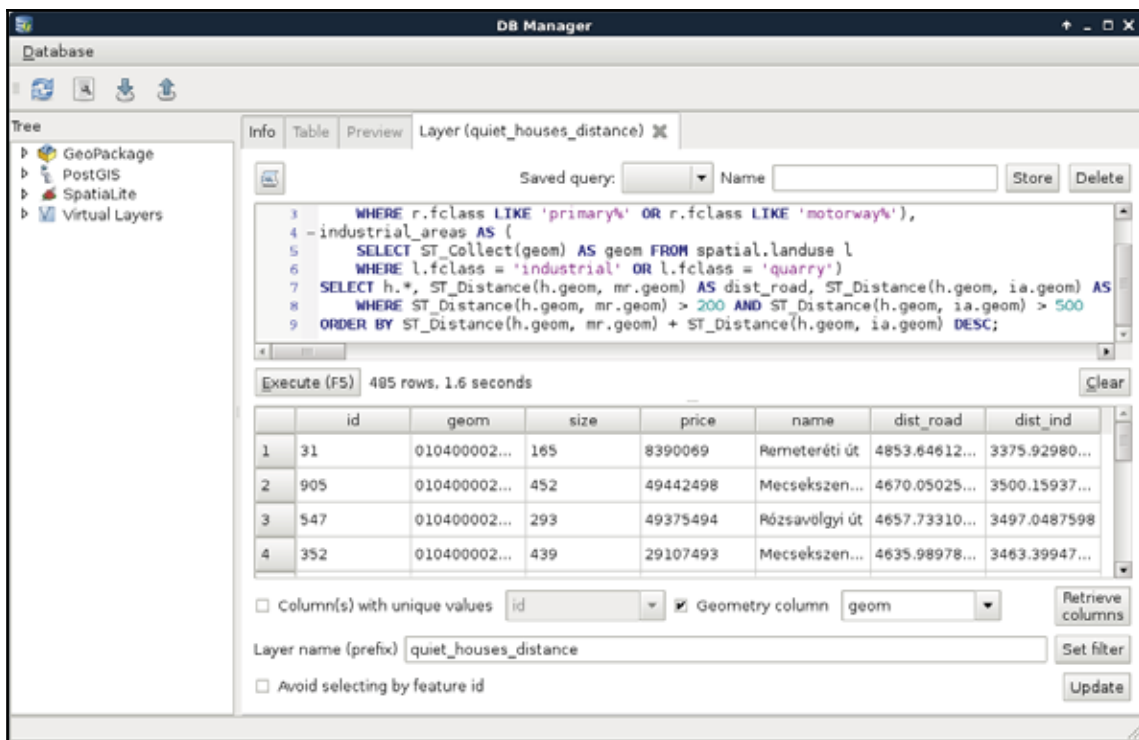 DB Manager
Database
Tree
GeoPackage
PostGIS
SpatiaLite
Virtual Layers
Info Table Preview Layer (quiet_houses_distance)
Saved query: Name Store Delete
3 WHERE r.fclass LIKE 'primary%' OR r.fclass LIKE 'motorway%'),
4 industrial_areas AS (
5 SELECT ST_Collect(geom) AS geom FROM spatial.landuse l
6 WHERE l.fclass = 'industrial' OR l.fclass = 'quarry')
7 SELECT h.*, ST_Distance(h.geom, mr.geom) AS dist_road, ST_Distance(h.geom, ia.geom) AS
8 WHERE ST_Distance(h.geom, mr.geom) > 200 AND ST_Distance(h.geom, ia.geom) > 500
9 ORDER BY ST_Distance(h.geom, mr.geom) + ST_Distance(h.geom, ia.geom) DESC;
Execute (F5) 485 rows, 1.6 seconds Clear
id geom size price name dist_road dist_ind
1 31 010400002... 165 8390069 Remeteréti út 4853.64612... 3375.92980...
2 905 010400002... 452 49442498 Mecsekszen... 4670.05025... 3500.15937...
3 547 010400002... 293 49375494 Rózsavölgyi út 4657.73310... 3497.0487598
4 352 010400002... 439 29107493 Mecsekszen... 4635.98978... 3463.39947...
Column(s) with unique values id Geometry column geom Retrieve columns
Layer name (prefix) quiet_houses_distance Set filter
Avoid selecting by feature id Update